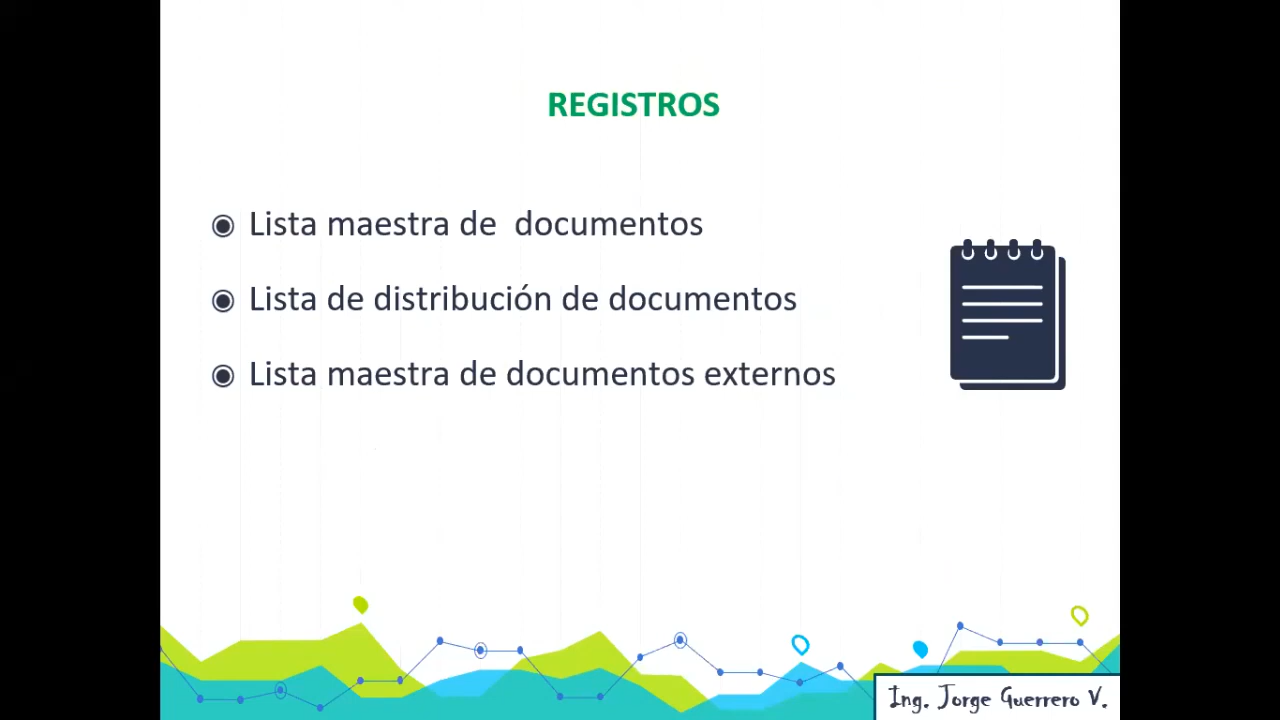 REGISTROS
Lista maestra de documentos
Lista de distribución de documentos
Lista maestra de documentos externos
Ing. Jorge Guerrero V.